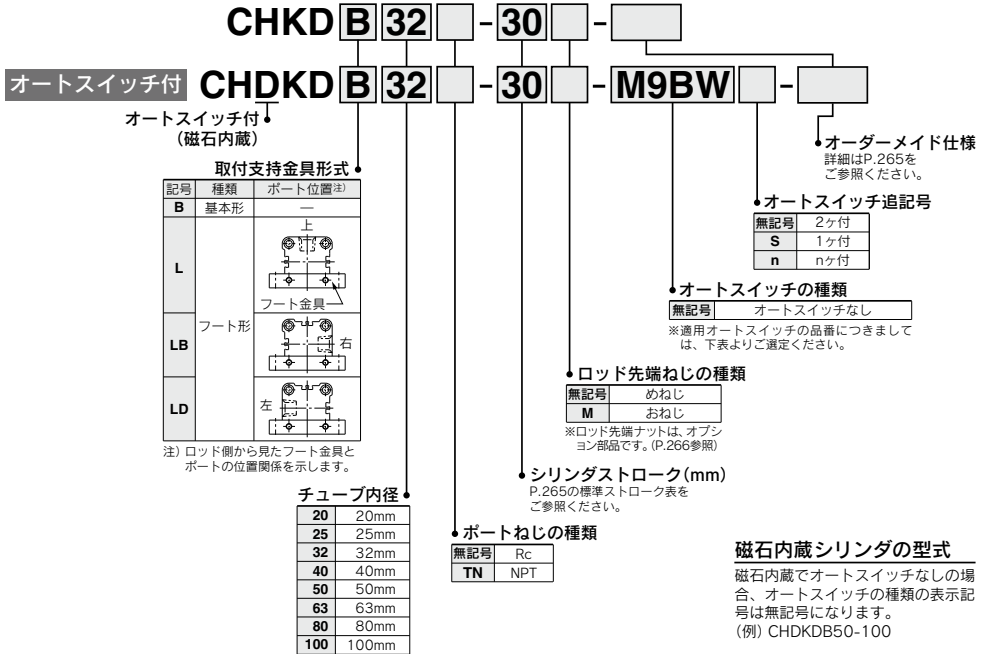 CHKD B 32 - 30 -
オートスイッチ付 CHDKD B 32 - 30 - M9BW -
オートスイッチ付
(磁石内蔵)
取付支持金具形式
記号 種類 ポート位置注)
B 基本形 —
L フート形 上
フート金具
LB 右
LD 左
注) ロッド側から見たフート金具と
ポートの位置関係を示します。
チューブ内径
20 20mm
25 25mm
32 32mm
40 40mm
50 50mm
63 63mm
80 80mm
100 100mm
ポートねじの種類
無記号 Rc
TN NPT
シリンダストローク(mm)
P.265の標準ストローク表を
ご参照ください。
ロッド先端ねじの種類
無記号 めねじ
M おねじ
※ロッド先端ナットは、オプシ
ョン部品です。(P.266参照)
オートスイッチの種類
無記号 オートスイッチなし
※適用オートスイッチの品番につきまして
は、下表よりご選定ください。
オートスイッチ追記号
無記号 2ヶ付
S 1ヶ付
n nヶ付
オーダーメイド仕様
詳細はP.265を
ご参照ください。
磁石内蔵シリンダの型式
磁石内蔵でオートスイッチなしの場
合、オートスイッチの種類の表示記
号は無記号になります。
(例) CHDKDB50-100